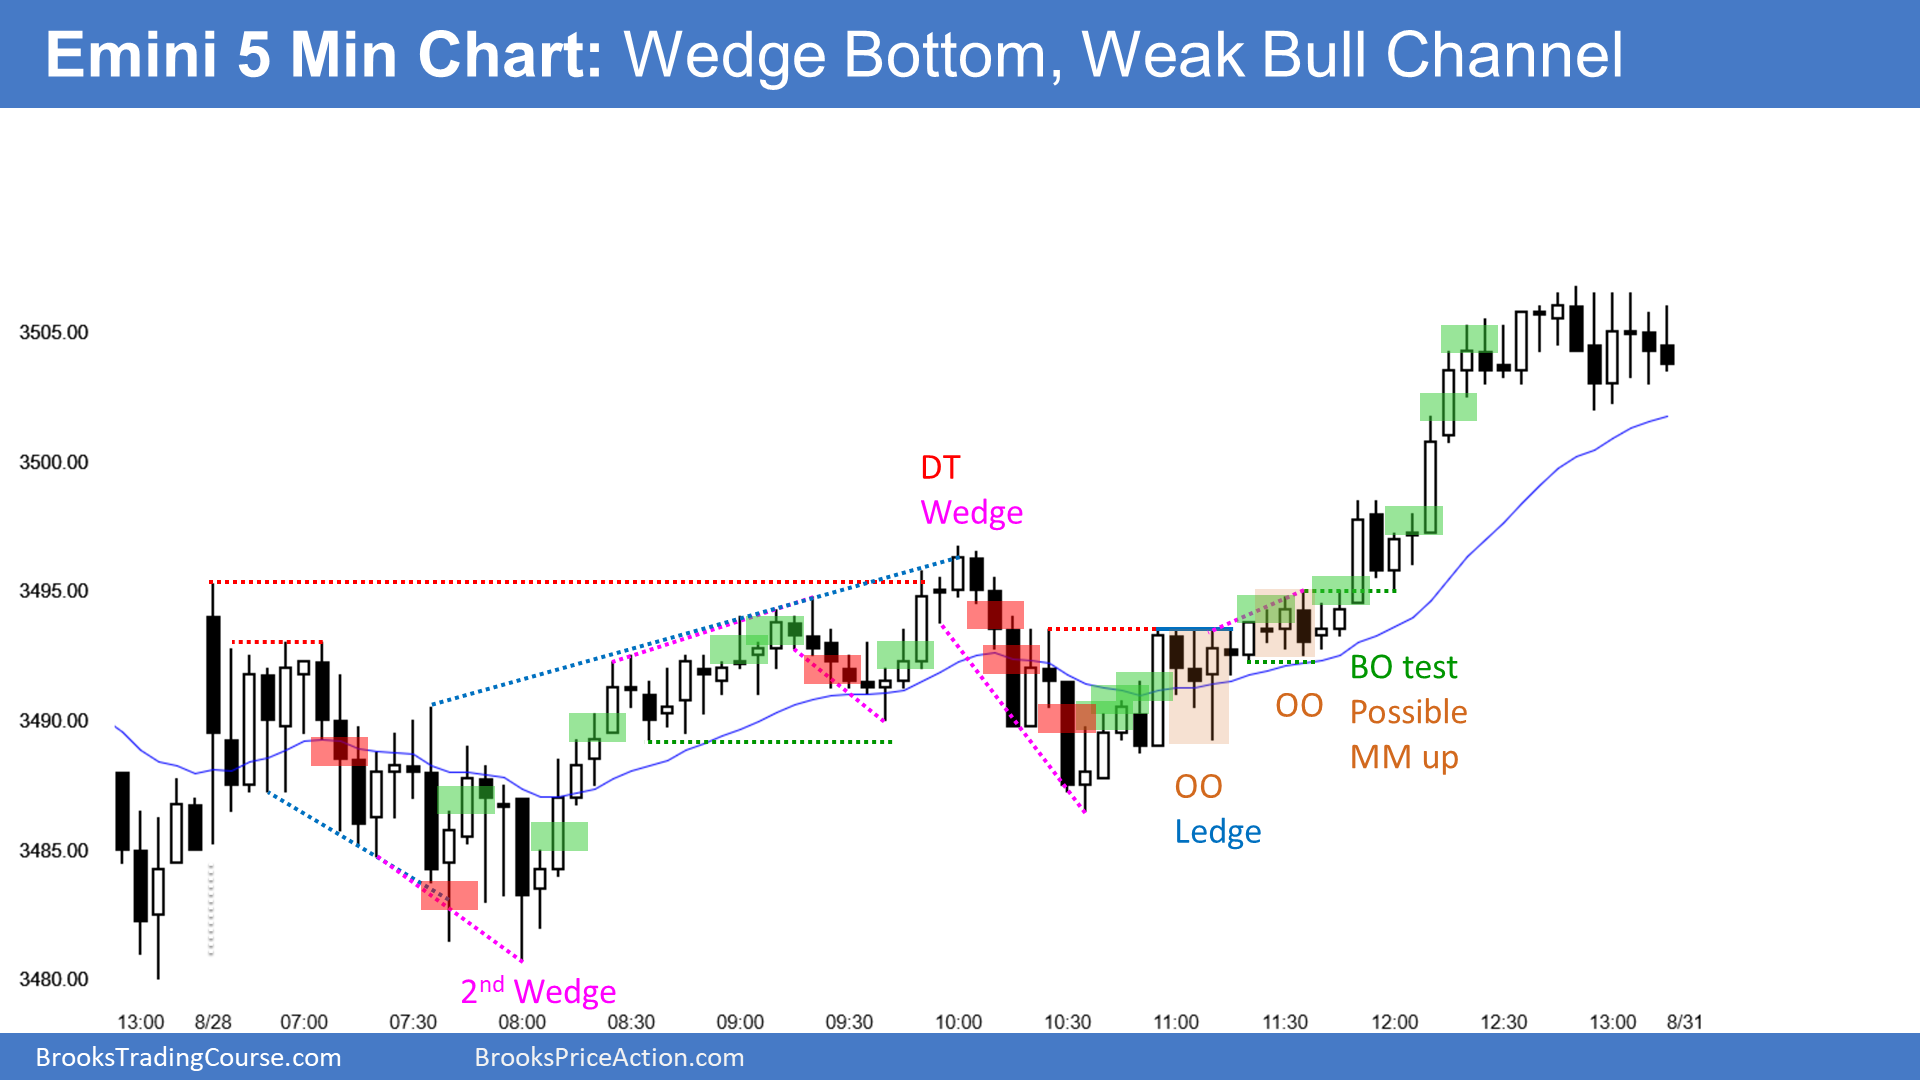 Emini 5 Min Chart: Wedge Bottom, Weak Bull Channel
3505.00
3500.00
DT
Wedge
3495.00
BO test
3490.00
OO
Possible
MM up
OO
Ledge
3485.00
3480.00
2nd Wedge
13:00 8/28 07:00 07:30 08:00 08:30 09:00 09:30 10:00 10:30 11:00 11:30 12:00 12:30 13:00 8/31
BrooksTradingCourse.com BrooksPriceAction.com